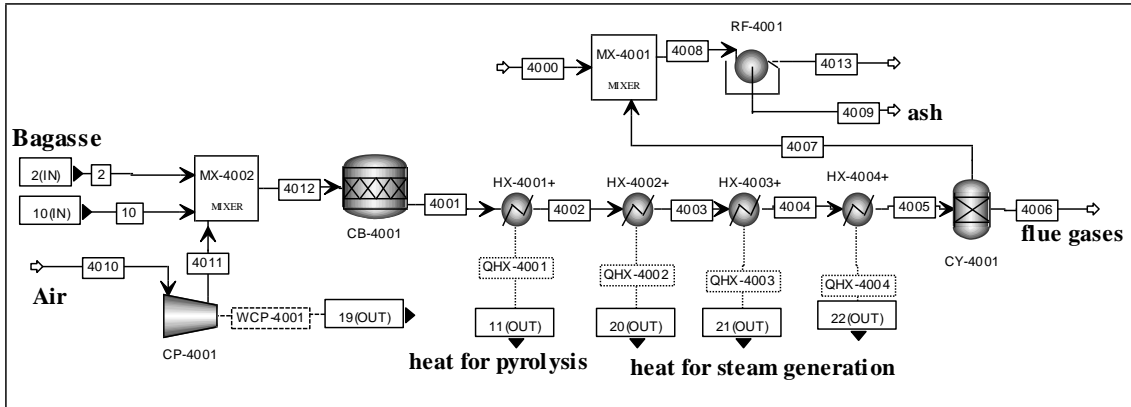 RF-4001
4000
MX-4001
MIXER
4008
4013
4009
ash
4007
Bagasse
2(IN)
2
10(IN)
10
MX-4002
MIXER
4012
CB-4001
4001
HX-4001+
4002
HX-4002+
4003
HX-4003+
4004
HX-4004+
4005
4006
flue gases
CY-4001
4010
Air
4011
CP-4001
WCP-4001
19(OUT)
QHX-4001
QHX-4002
QHX-4003
QHX-4004
11(OUT)
20(OUT)
21(OUT)
22(OUT)
heat for pyrolysis
heat for steam generation